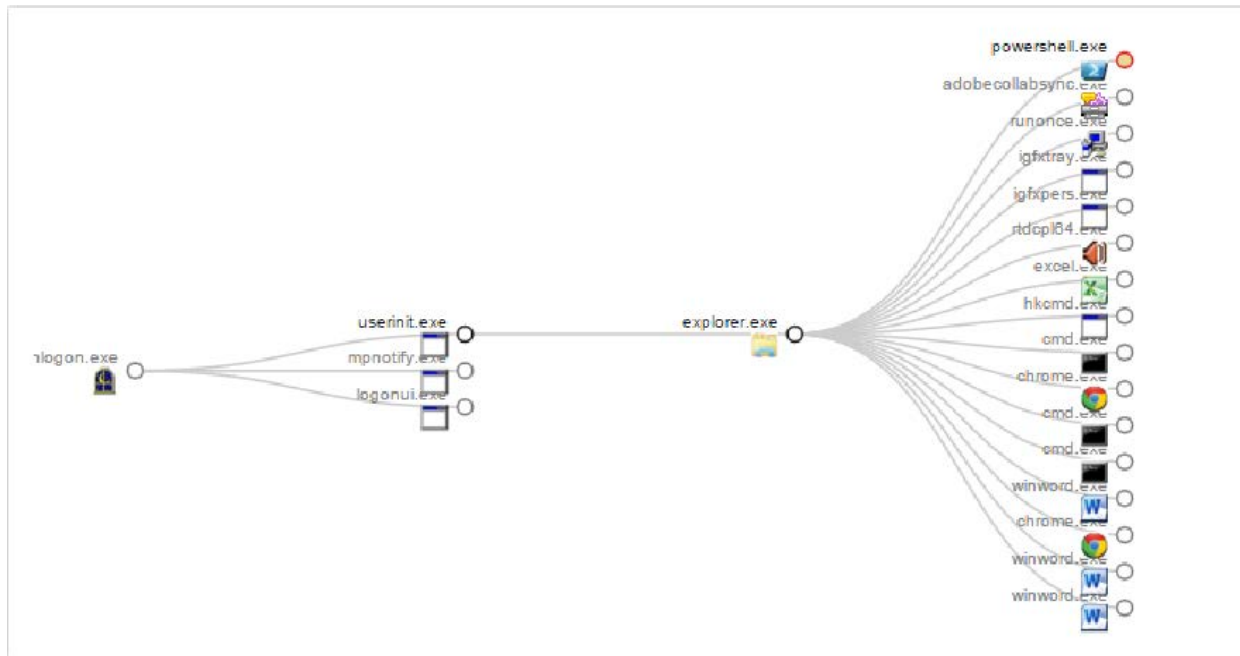 powershell.exe
adobecollabsync.exe
runonce.exe
igfxtray.exe
igfxpers.exe
rtdcpl64.exe
excel.exe
hkcmd.exe
cmd.exe
chrome.exe
cmd.exe
cmd.exe
winword.exe
chrome.exe
winword.exe
winword.exe
userinit.exe
explorer.exe
nlogon.exe
mpnotify.exe
logonui.exe